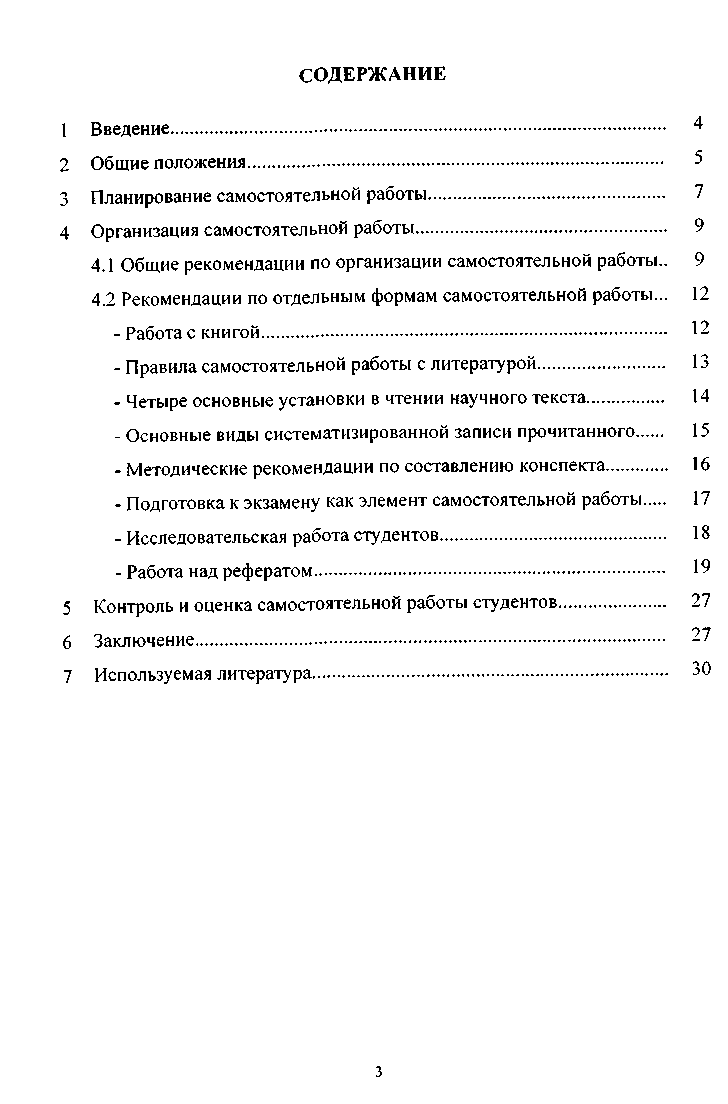 СОДЕРЖАНИЕ
1 Введение........ 4
2 Общие положения........ 5
3 Планирование самостоятельной работы........ 7
4 Организация самостоятельной работы........ 9
4.1 Общие рекомендации по организации самостоятельной работы.. 9
4.2 Рекомендации по отдельным формам самостоятельной работы... 12
- Работа с книгой........ 12
- Правила самостоятельной работы с литературой........ 13
- Четыре основные установки в чтении научного текста........ 14
- Основные виды систематизированной записи прочитанного...... 15
- Методические рекомендации по составлению конспекта........ 16
- Подготовка к экзамену как элемент самостоятельной работы..... 17
- Исследовательская работа студентов........ 18
- Работа над рефератом........ 19
5 Контроль и оценка самостоятельной работы студентов........ 27
6 Заключение........ 27
7 Используемая литература........ 30
3